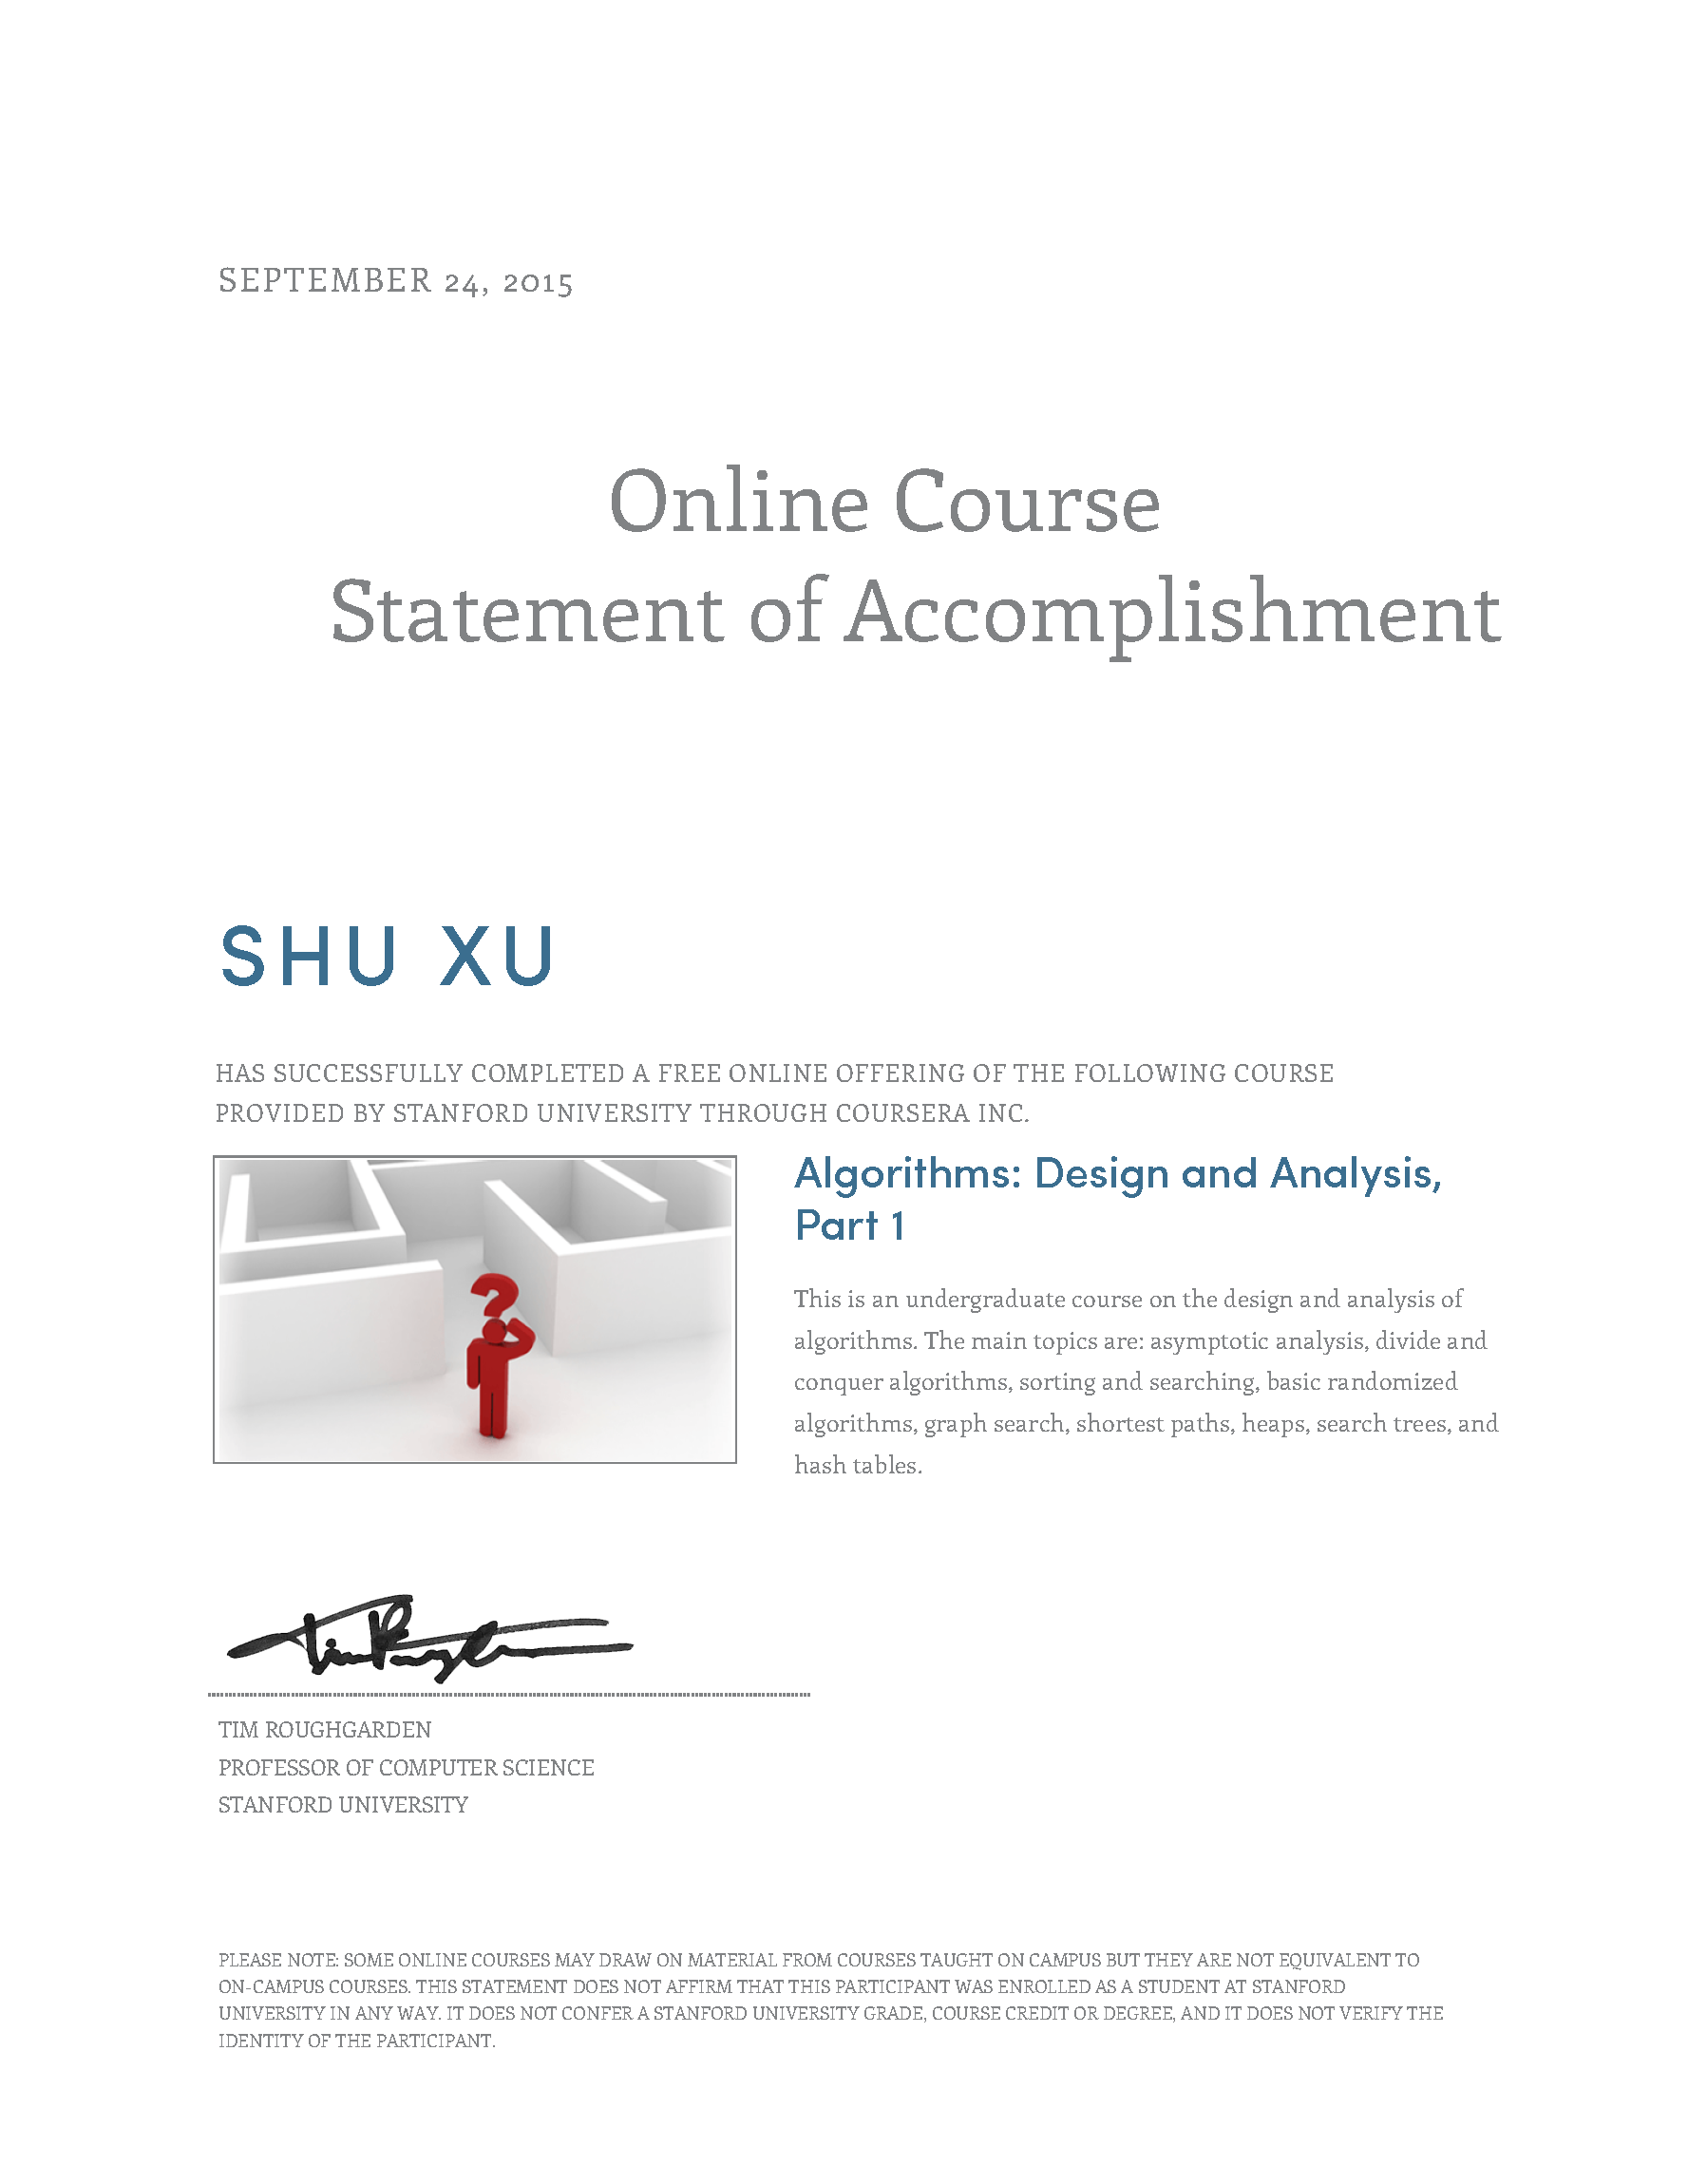 SEPTEMBER 24, 2015
Online Course
Statement of Accomplishment
SHU XU
HAS SUCCESSFULLY COMPLETED A FREE ONLINE OFFERING OF THE FOLLOWING COURSE
PROVIDED BY STANFORD UNIVERSITY THROUGH COURSERA INC.
Algorithms: Design and Analysis,
Part 1
This is an undergraduate course on the design and analysis of
algorithms. The main topics are: asymptotic analysis, divide and
conquer algorithms, sorting and searching, basic randomized
algorithms, graph search, shortest paths, heaps, search trees, and
hash tables.
TIM ROUGHGARDEN
PROFESSOR OF COMPUTER SCIENCE
STANFORD UNIVERSITY
PLEASE NOTE: SOME ONLINE COURSES MAY DRAW ON MATERIAL FROM COURSES TAUGHT ON CAMPUS BUT THEY ARE NOT EQUIVALENT TO
ON-CAMPUS COURSES. THIS STATEMENT DOES NOT AFFIRM THAT THIS PARTICIPANT WAS ENROLLED AS A STUDENT AT STANFORD
UNIVERSITY IN ANY WAY. IT DOES NOT CONFER A STANFORD UNIVERSITY GRADE, COURSE CREDIT OR DEGREE, AND IT DOES NOT VERIFY THE
IDENTITY OF THE PARTICIPANT.